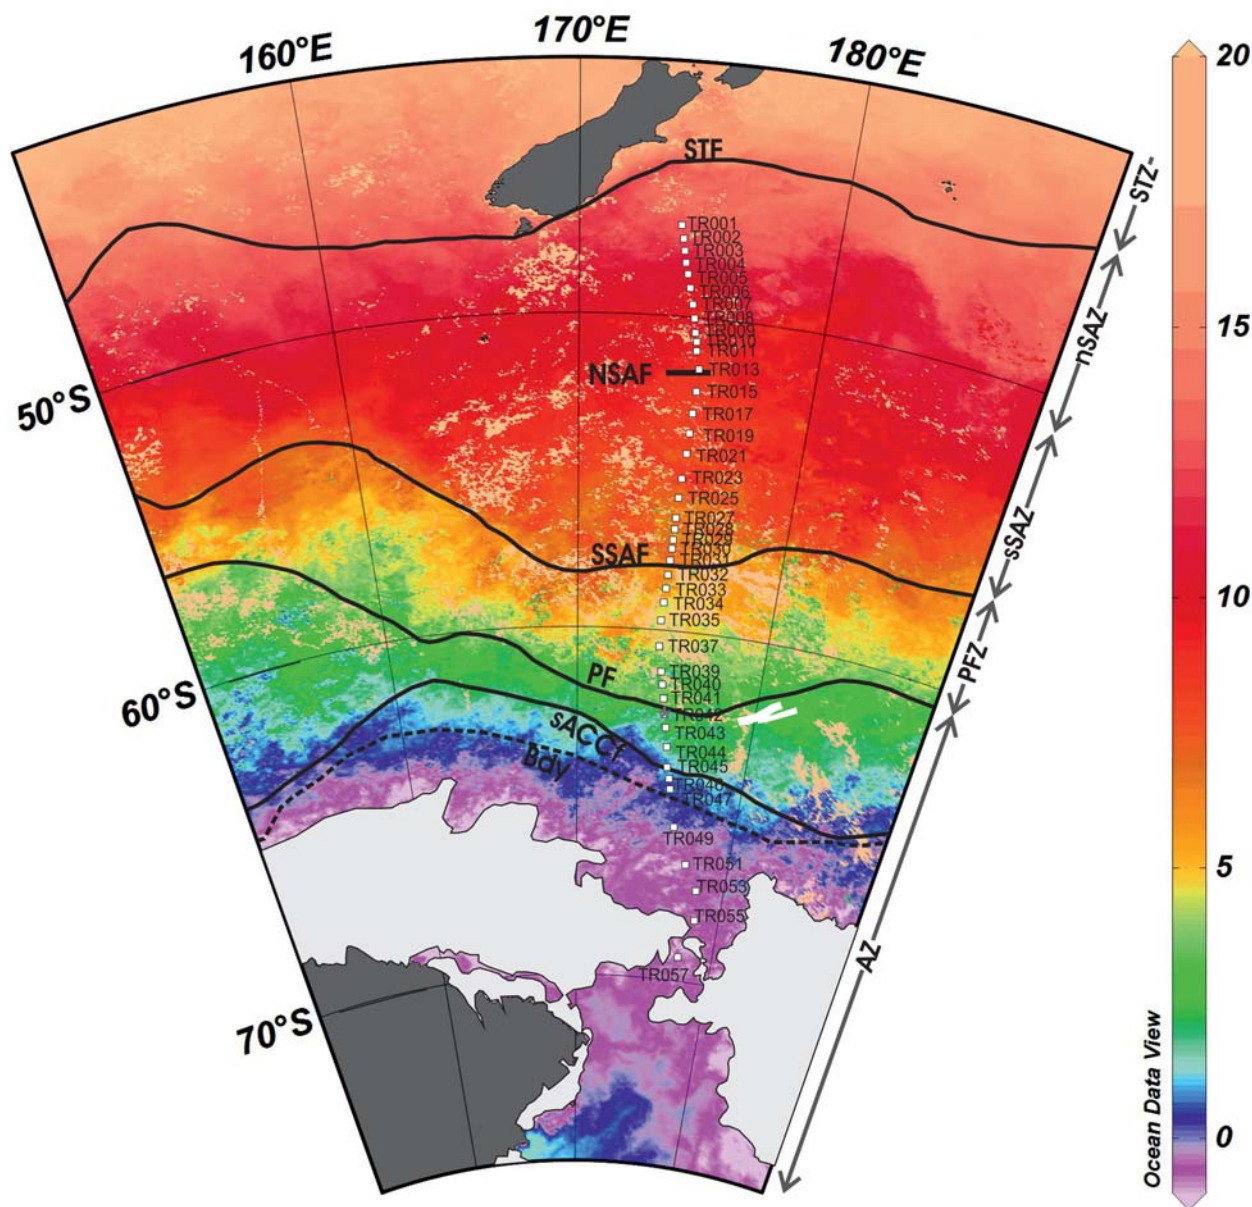 160°E
170°E
180°E
20
STF
STZ-
TR001
TR002
TR003
TR004
TR005
TR006
TR007
TR008
TR009
TR010
TR011
15
nSAZ
NSAF
TR013
50°S
TR015
TR017
TR019
TR021
TR023
TR025
TR027
TR028
TR029
TR030
TR031
SSAF
sSAZ
10
TR032
TR033
TR034
TR035
TR037
PFZ
TR039
PF
TR040
TR041
TR042
60°S
sACCf
TR043
TR044
Bdy
TR045
TR046
TR047
TR049
TR051
5
TR053
TR055
AZ
TR057
70°S
Ocean Data View
0